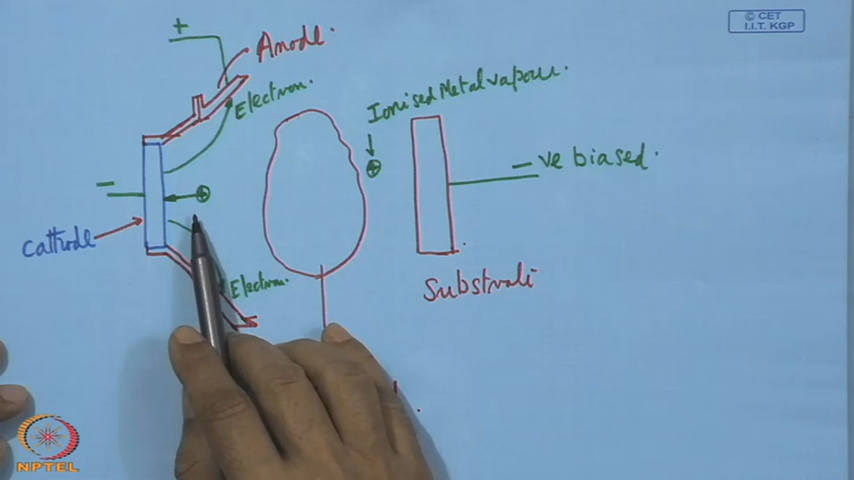 © CET
I.I.T. KGP
+
Anode.
Electron.
Ionised Metal vapour.
+
-
-ve biased.
+
Cathode
Electron.
Substrate
NPTEL